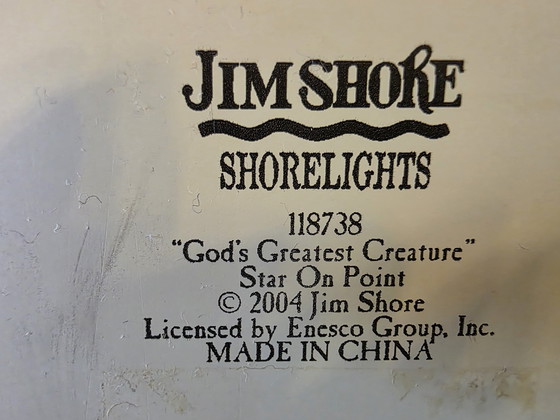 JIM SHORE
SHORELIGHTS
118738
"God's Greatest Creature"
Star On Point
© 2004 Jim Shore
Licensed by Enesco Group, Inc.
MADE IN CHINA